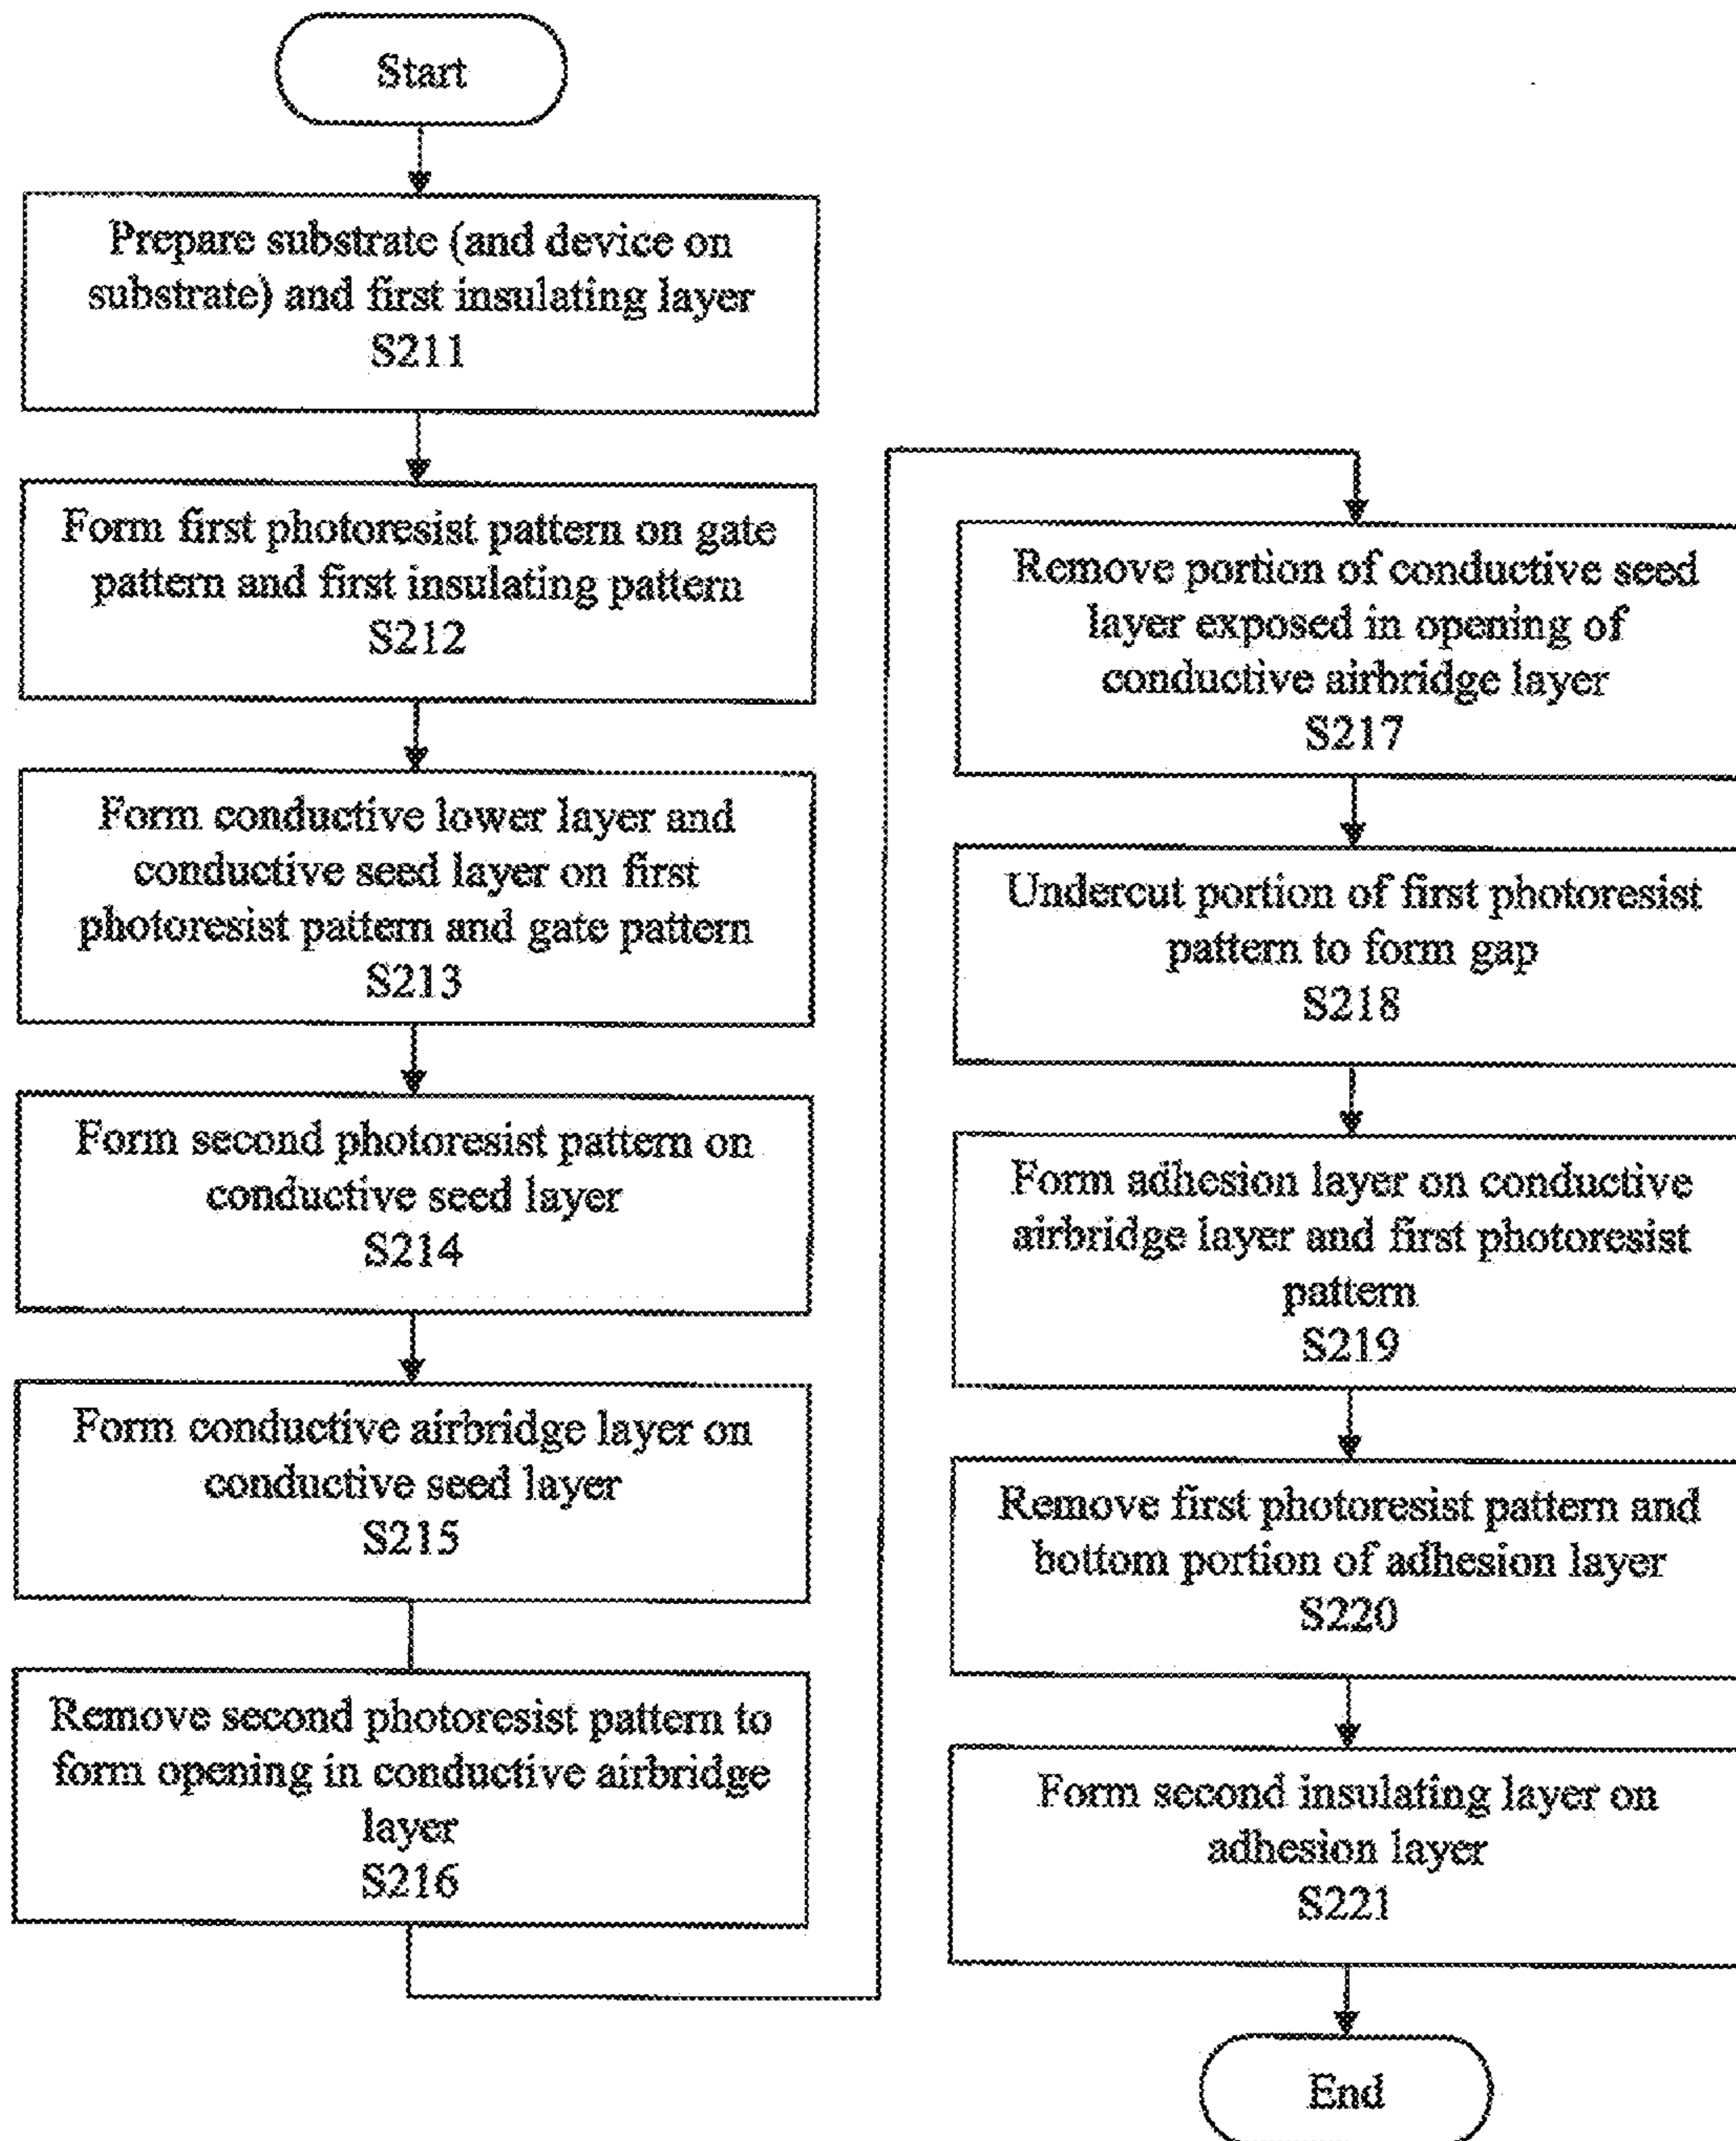 Start
Prepare substrate (and device on
substrate) and first insulating layer
S211
Form first photoresist pattern on gate
pattern and first insulating pattern
S212
Form conductive lower layer and
conductive seed layer on first
photoresist pattern and gate pattern
S213
Form second photoresist pattern on
conductive seed layer
S214
Form conductive airbridge layer on
conductive seed layer
S215
Remove second photoresist pattern to
form opening in conductive airbridge
layer
S216
Remove portion of conductive seed
layer exposed in opening of
conductive airbridge layer
S217
Undercut portion of first photoresist
pattern to form gap
S218
Form adhesion layer on conductive
airbridge layer and first photoresist
pattern
S219
Remove first photoresist pattern and
bottom portion of adhesion layer
S220
Form second insulating layer on
adhesion layer
S221
End